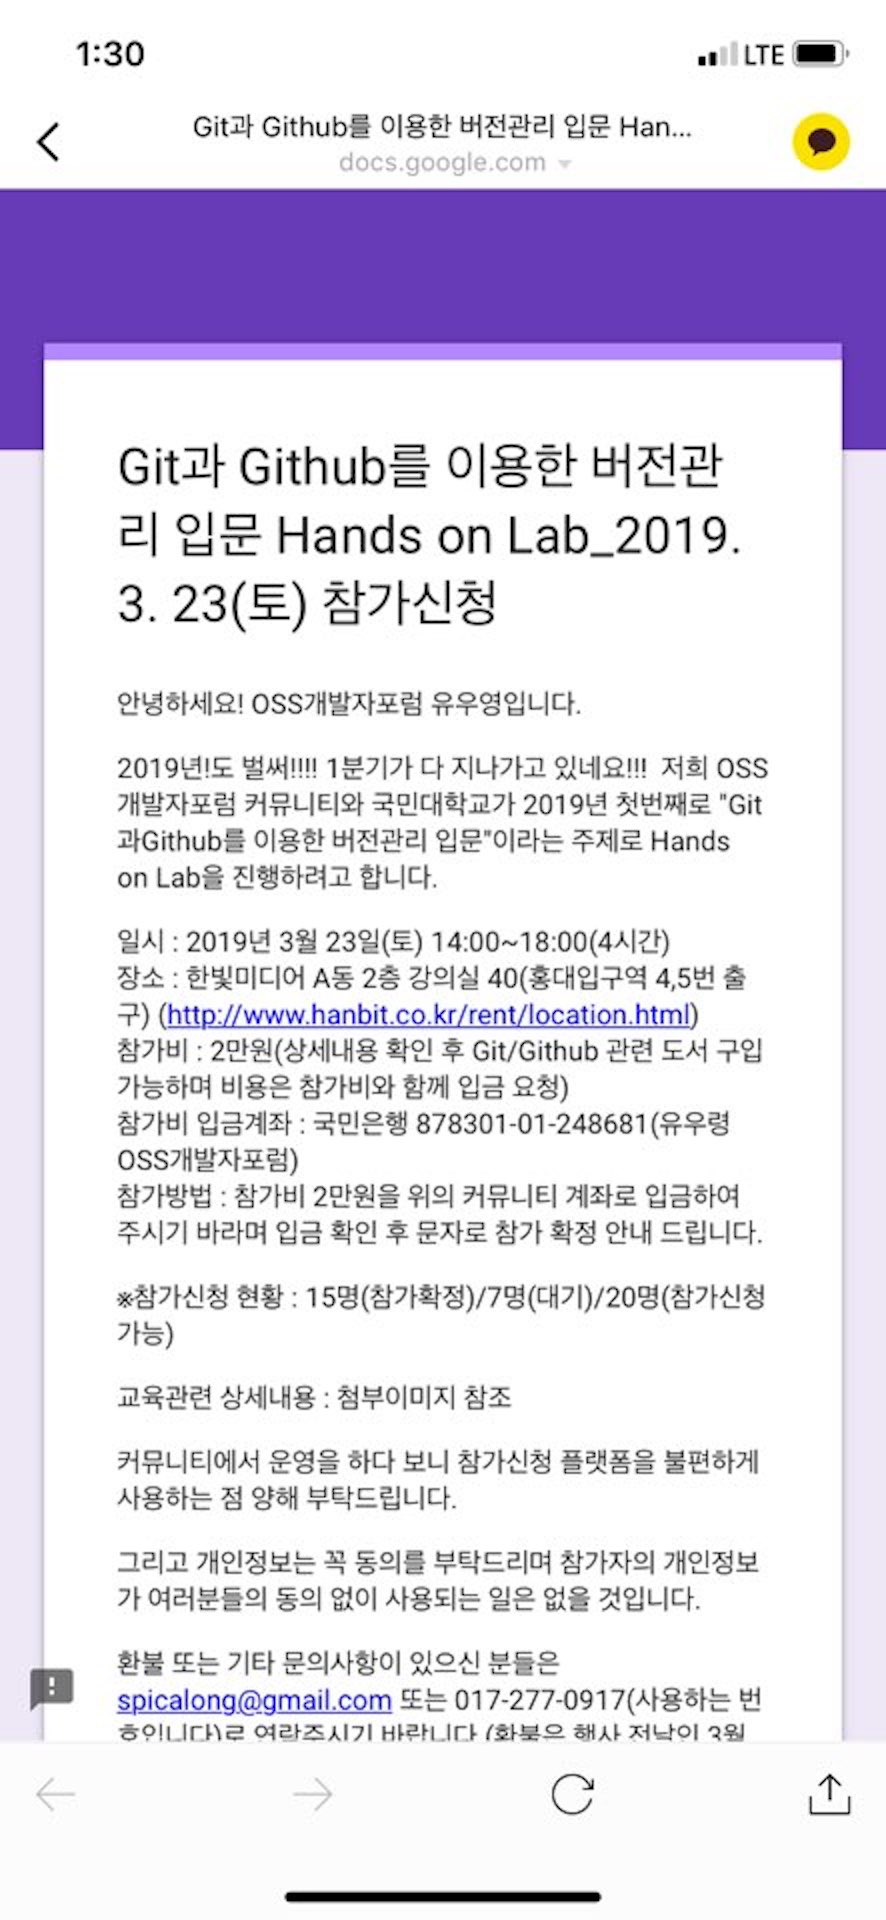 1:30
LTE
Git과 Github를 이용한 버전관리 입문 Han...
docs.google.com
Git과 Github를 이용한 버전관
리 입문 Hands on Lab_2019.
3. 23(토) 참가신청
안녕하세요! OSS개발자포럼 유우영입니다.
2019년!도 벌써!!!! 1분기가 다 지나가고 있네요!!! 저희 OSS
개발자포럼 커뮤니티와 국민대학교가 2019년 첫번째로 "Git
과Github를 이용한 버전관리 입문"이라는 주제로 Hands
on Lab을 진행하려고 합니다.
일시 : 2019년 3월 23일(토) 14:00~18:00(4시간)
장소 : 한빛미디어 A동 2층 강의실 40(홍대입구역 4,5번 출
구) (http://www.hanbit.co.kr/rent/location.html)
참가비 : 2만원(상세내용 확인 후 Git/Github 관련 도서 구입
가능하며 비용은 참가비와 함께 입금 요청)
참가비 입금계좌 : 국민은행 878301-01-248681(유우령
OSS개발자포럼)
참가방법 : 참가비 2만원을 위의 커뮤니티 계좌로 입금하여
주시기 바라며 입금 확인 후 문자로 참가 확정 안내 드립니다.
※참가신청 현황 : 15명(참가확정)/7명(대기)/20명(참가신청
가능)
교육관련 상세내용 : 첨부이미지 참조
커뮤니티에서 운영을 하다 보니 참가신청 플랫폼을 불편하게
사용하는 점 양해 부탁드립니다.
그리고 개인정보는 꼭 동의를 부탁드리며 참가자의 개인정보
가 여러분들의 동의 없이 사용되는 일은 없을 것입니다.
환불 또는 기타 문의사항이 있으신 분들은
spicalong@gmail.com 또는 017-277-0917(사용하는 번
호입니다)로 연락주시기 바랍니다.(환불은 행사 전날인 3월